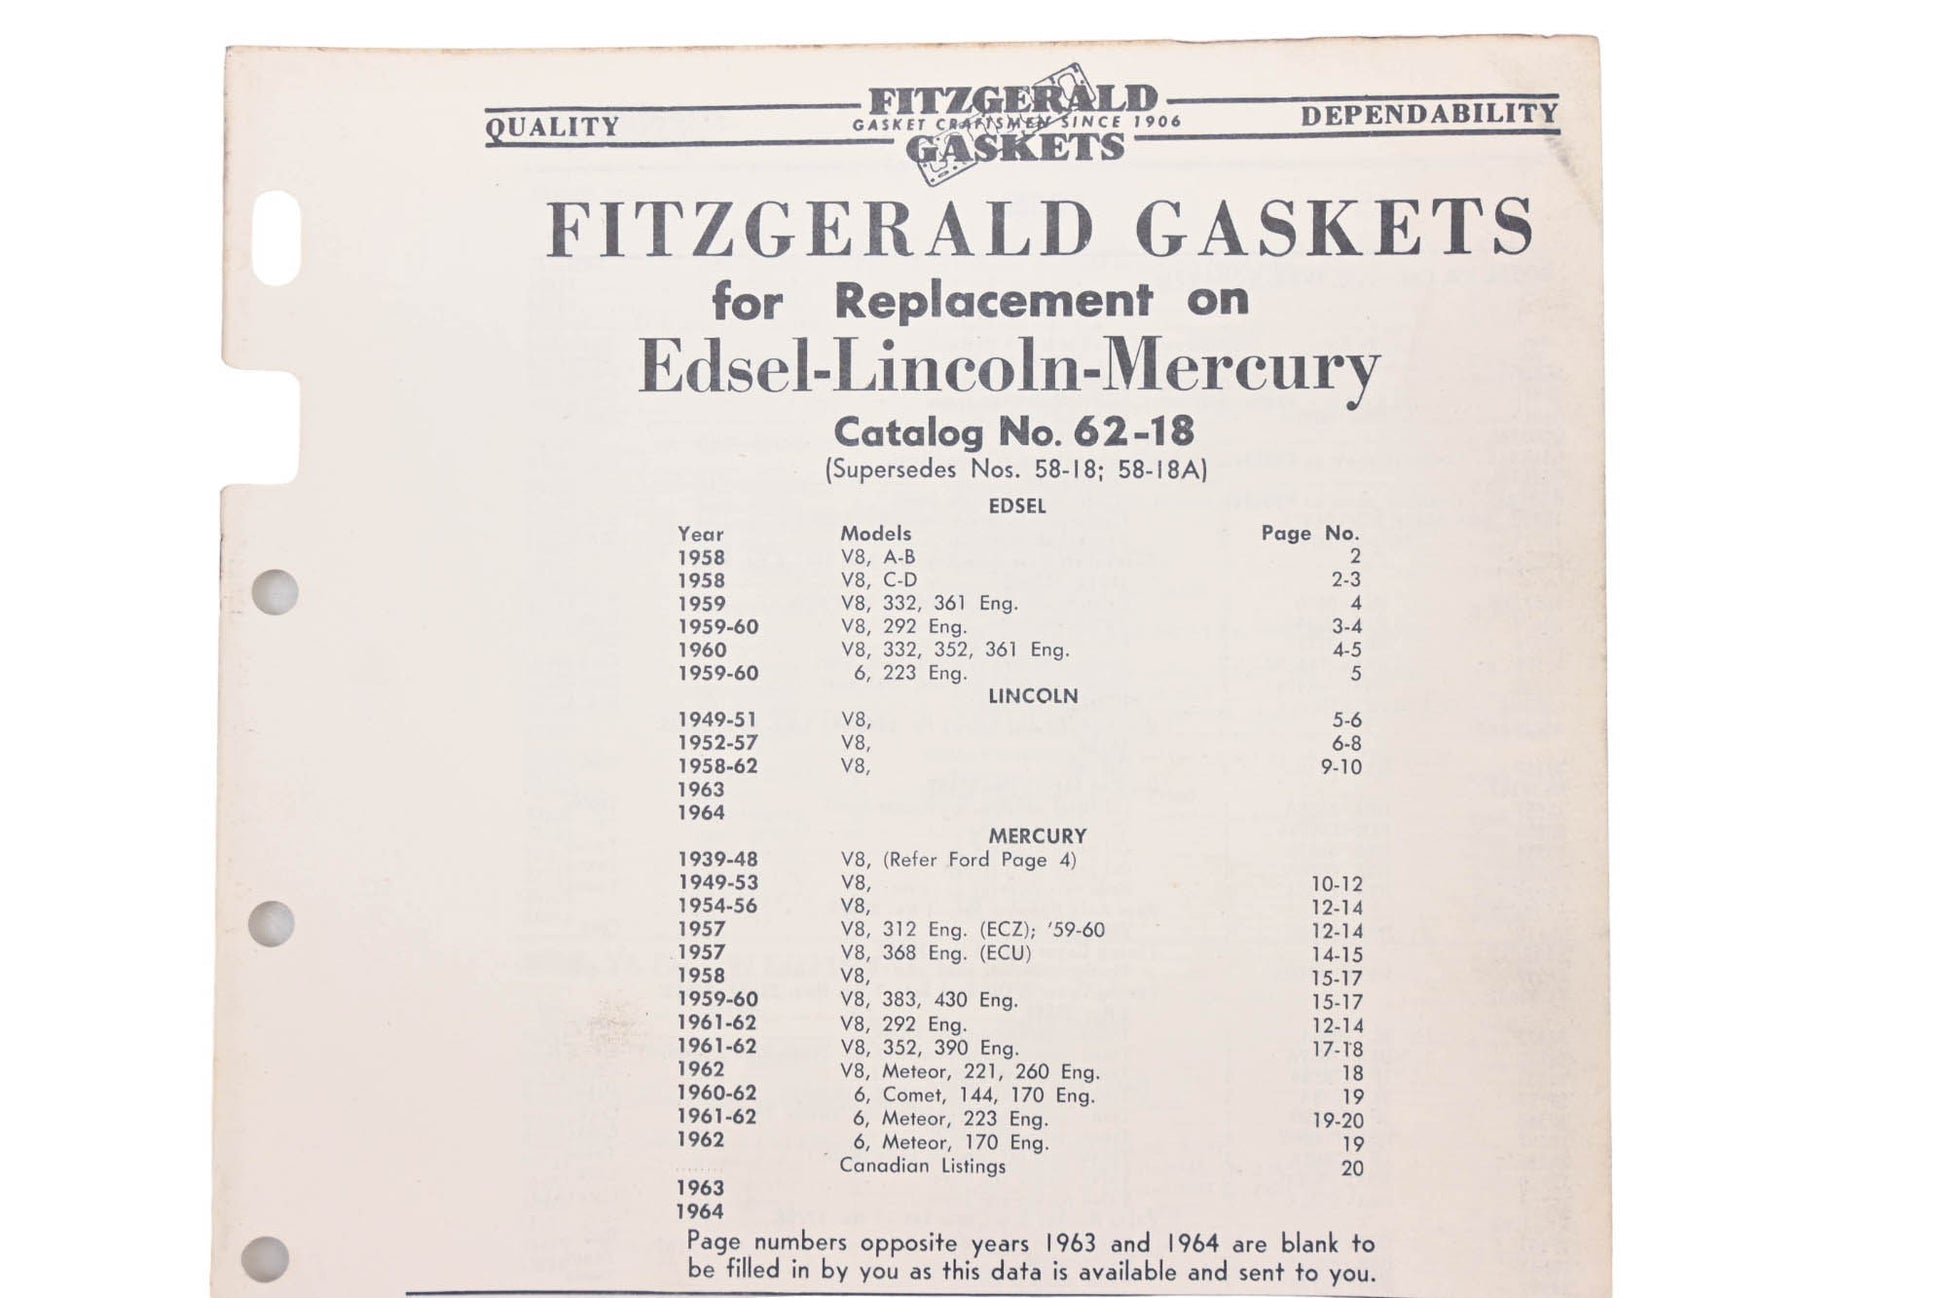 QUALITY
FITZGERALD
GASKET CRAFTSMEN SINCE 1906
GASKETS
DEPENDABILITY
FITZGERALD GASKETS
for Replacement on
Edsel-Lincoln-Mercury
Catalog No. 62-18
(Supersedes Nos. 58-18; 58-18A)
EDSEL
Year Models Page No.
1958 V8, A-B 2
1958 V8, C-D 2-3
1959 V8, 332, 361 Eng. 4
1959-60 V8, 292 Eng. 3-4
1960 V8, 332, 352, 361 Eng. 4-5
1959-60 6, 223 Eng. 5
LINCOLN
1949-51 V8, 5-6
1952-57 V8, 6-8
1958-62 V8, 9-10
1963
1964
MERCURY
1939-48 V8, (Refer Ford Page 4)
1949-53 V8, 10-12
1954-56 V8, 12-14
1957 V8, 312 Eng. (ECZ); '59-60 12-14
1957 V8, 368 Eng. (ECU) 14-15
1958 V8, 15-17
1959-60 V8, 383, 430 Eng. 15-17
1961-62 V8, 292 Eng. 12-14
1961-62 V8, 352, 390 Eng. 17-18
1962 V8, Meteor, 221, 260 Eng. 18
1960-62 6, Comet, 144, 170 Eng. 19
1961-62 6, Meteor, 223 Eng. 19-20
1962 6, Meteor, 170 Eng. 19
........ Canadian Listings 20
1963
1964
Page numbers opposite years 1963 and 1964 are blank to
be filled in by you as this data is available and sent to you.